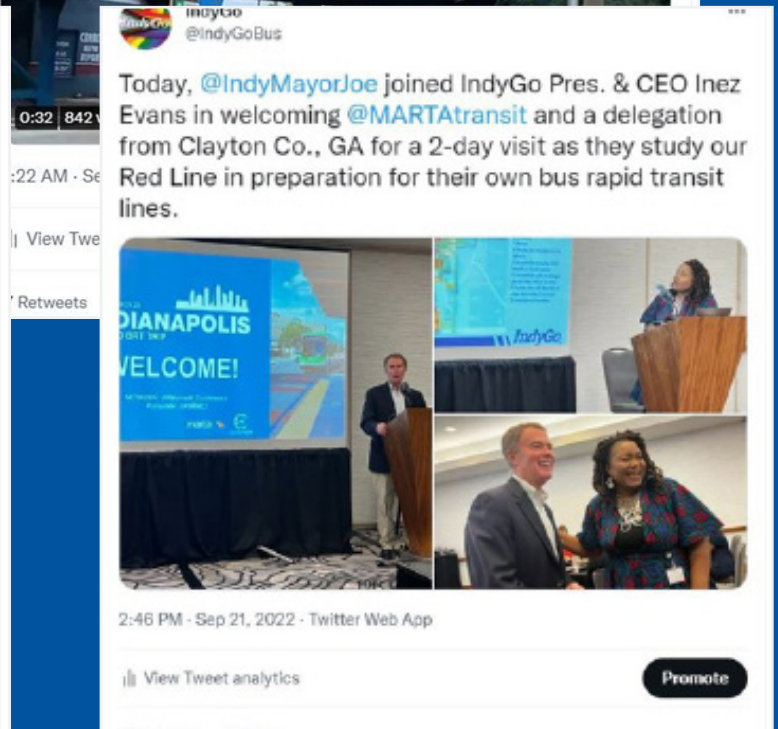 IndyGo
@IndyGoBus
Today, @IndyMayorJoe joined IndyGo Pres. & CEO Inez
Evans in welcoming @MARTAtransit and a delegation
from Clayton Co., GA for a 2-day visit as they study our
Red Line in preparation for their own bus rapid transit
lines.
0:32 842
:22 AM · Se
View Twe
Retweets
DIANAPOLIS
WELCOME!
marta
IndyGo
2:46 PM · Sep 21, 2022 · Twitter Web App
View Tweet analytics
Promote